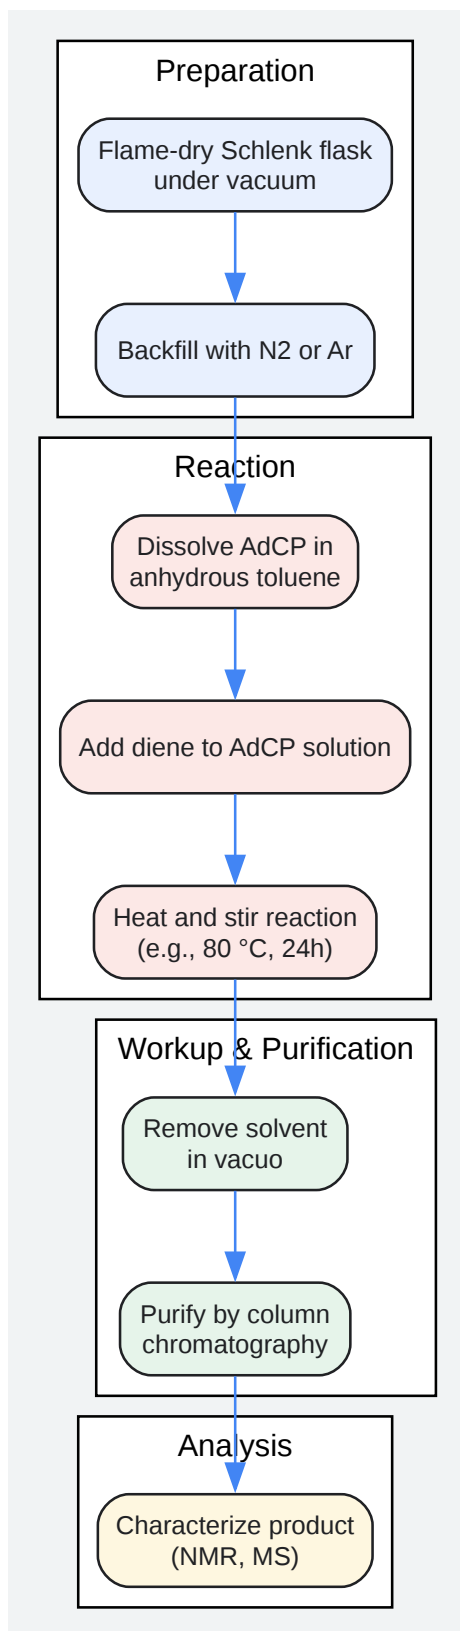 Preparation
Flame-dry Schlenk flask
under vacuum
Backfill with N2 or Ar
Reaction
Dissolve AdCP in
anhydrous toluene
Add diene to AdCP solution
Heat and stir reaction
(e.g., 80 °C, 24h)
Workup & Purification
Remove solvent
in vacuo
Purify by column
chromatography
Analysis
Characterize product
(NMR, MS)